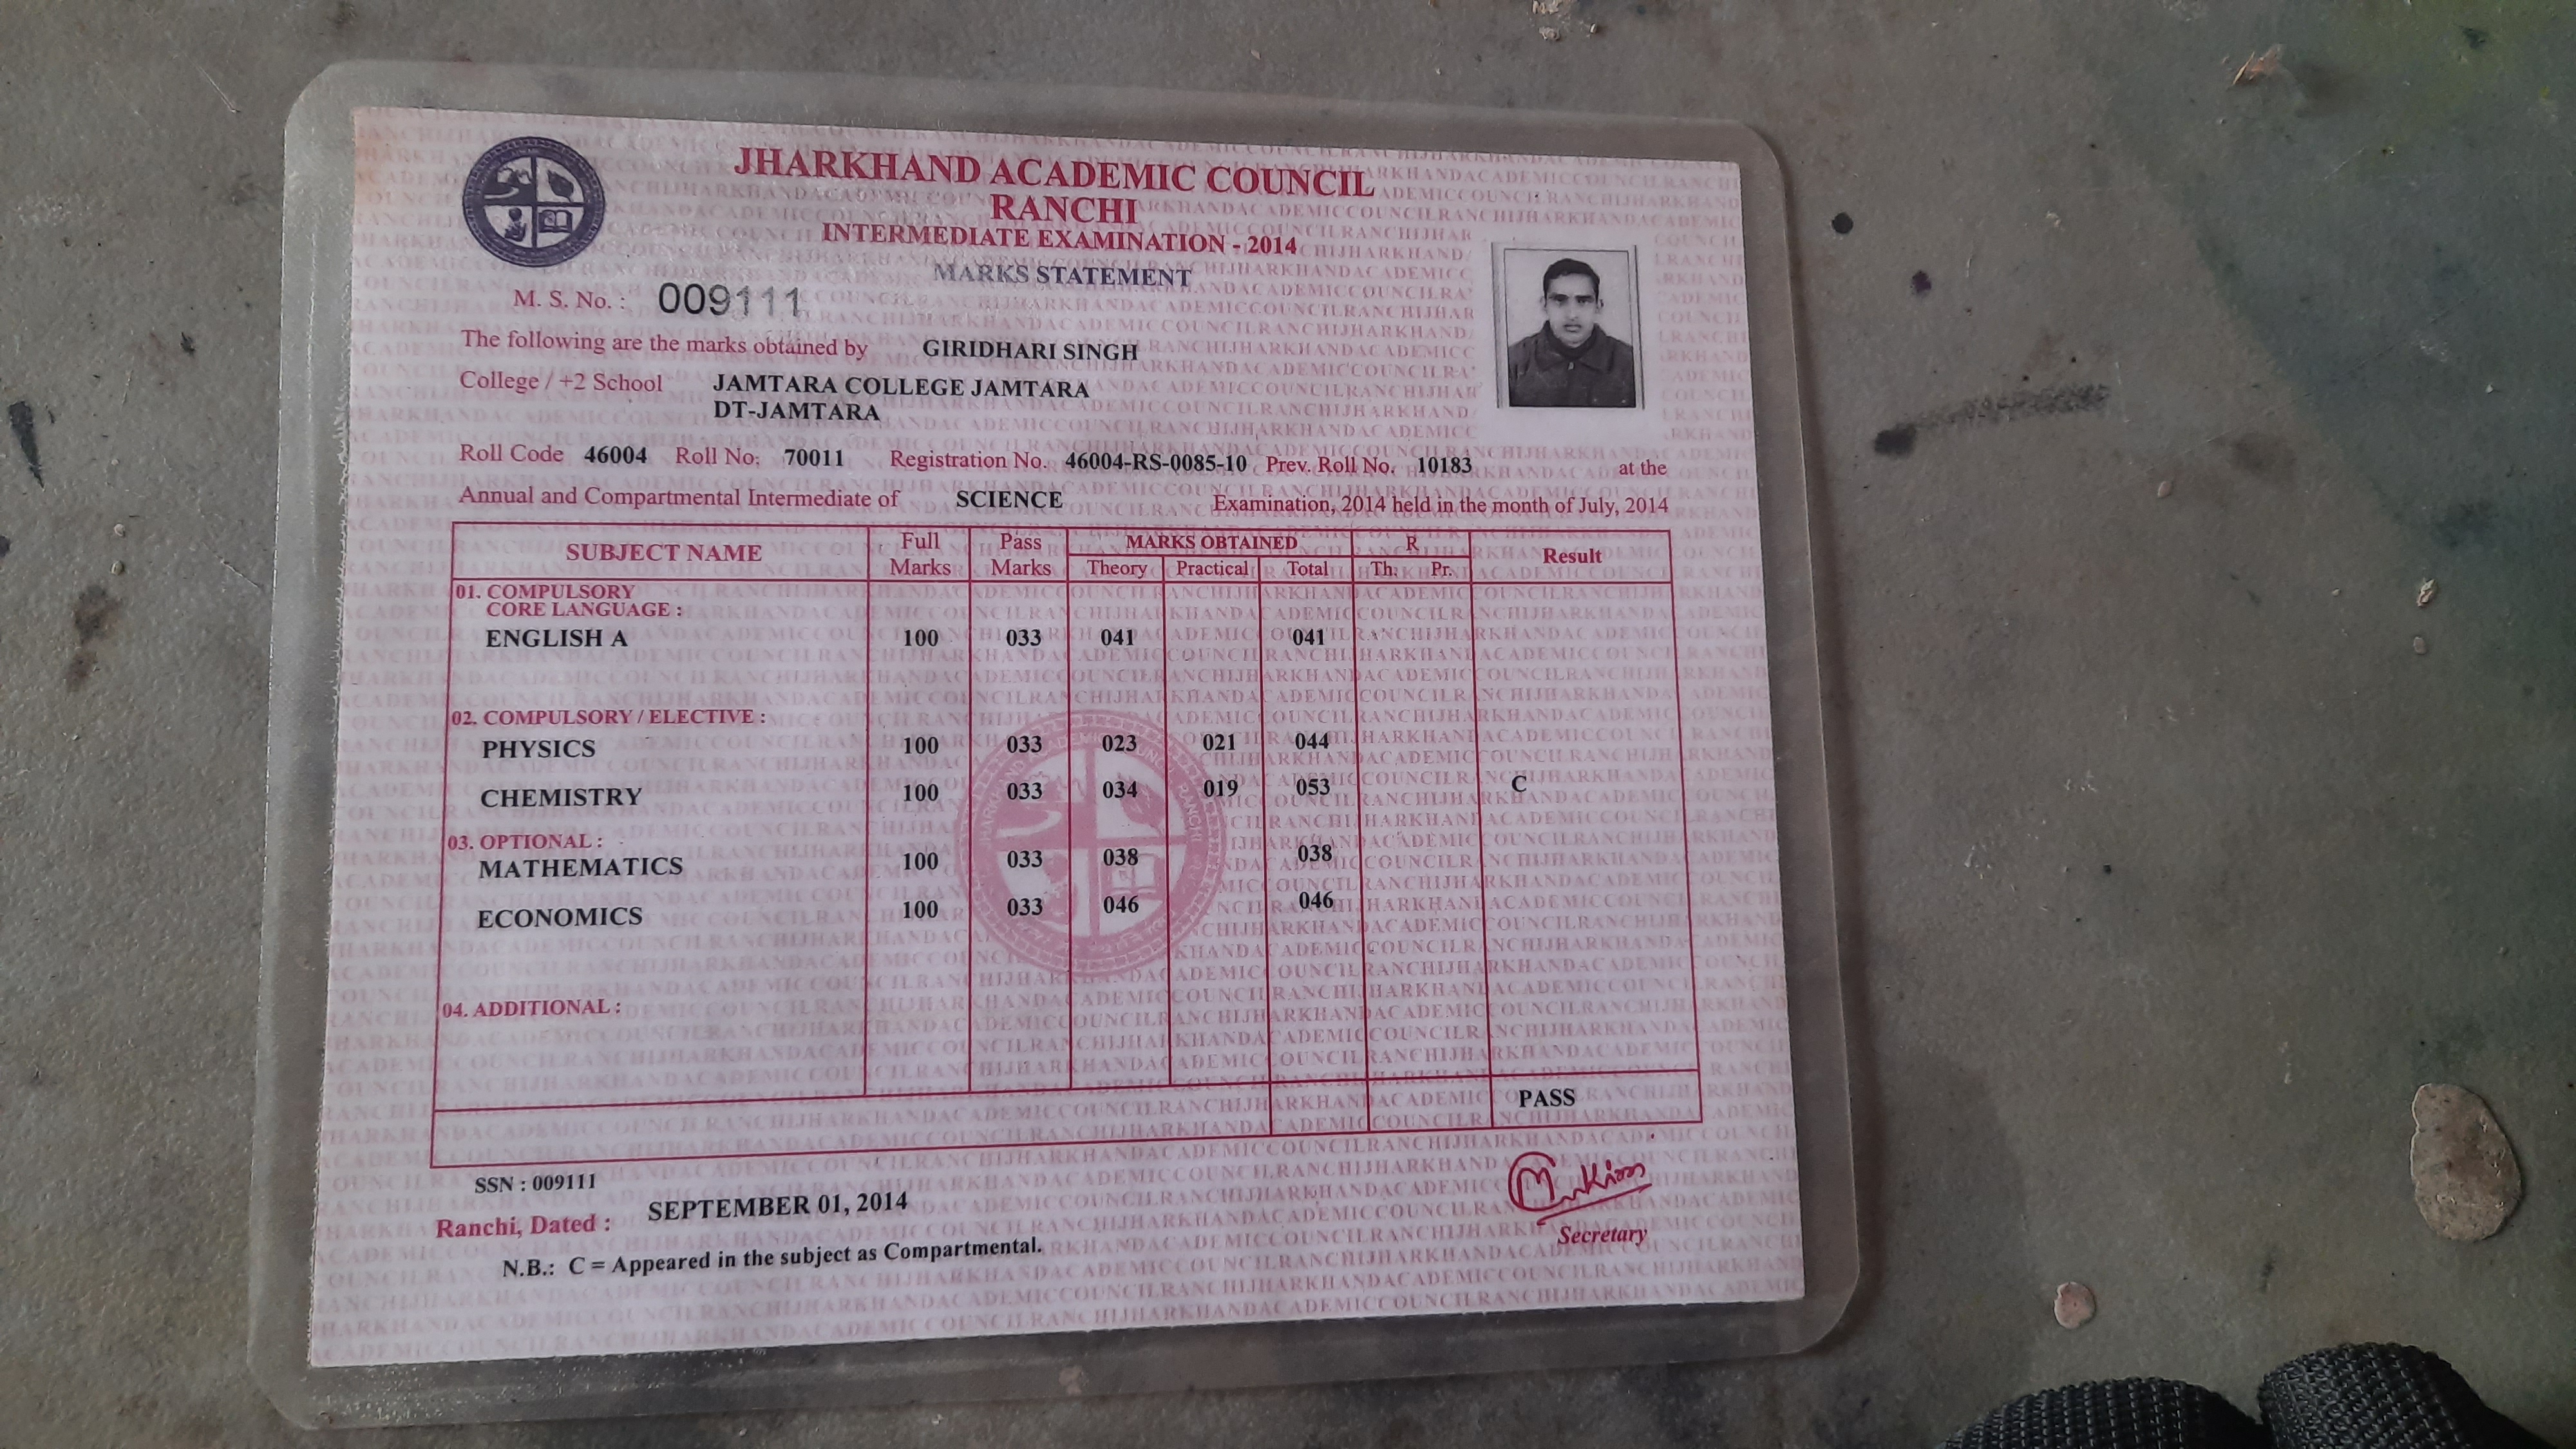 JHARKHAND ACADEMIC COUNCIL
RANCHI
INTERMEDIATE EXAMINATION - 2014
MARKS STATEMENT
M. S. No. : 009111
The following are the marks obtained by GIRIDHARI SINGH
College / +2 School JAMTARA COLLEGE JAMTARA
DT-JAMTARA
Roll Code 46004 Roll No. 70011 Registration No. 46004-RS-0085-10 Prev. Roll No. 10183 at the
Annual and Compartmental Intermediate of SCIENCE Examination, 2014 held in the month of July, 2014
SUBJECT NAME Full Marks Pass Marks MARKS OBTAINED R Result
Theory Practical Total Th. Pr.
01. COMPULSORY
CORE LANGUAGE :
ENGLISH A 100 033 041 041
02. COMPULSORY / ELECTIVE :
PHYSICS 100 033 023 021 044
CHEMISTRY 100 033 034 019 053 C
03. OPTIONAL :
MATHEMATICS 100 033 038 038
ECONOMICS 100 033 046 046
04. ADDITIONAL :
PASS
SSN : 009111
Ranchi, Dated : SEPTEMBER 01, 2014
Secretary
N.B.: C = Appeared in the subject as Compartmental.